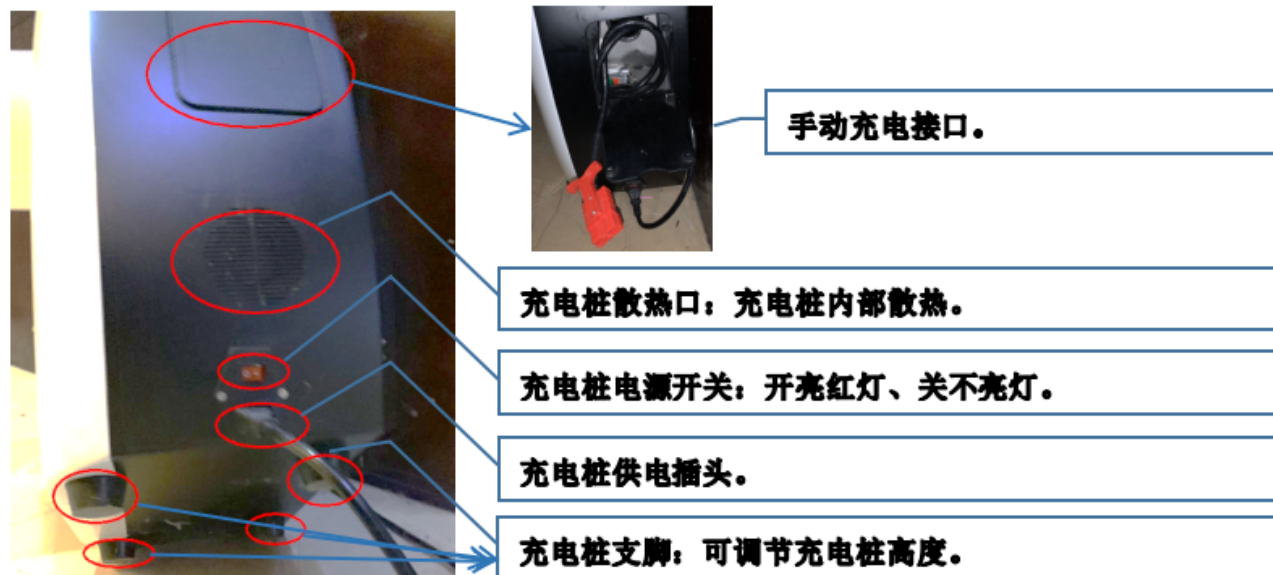 手动充电接口。
充电桩散热口：充电桩内部散热。
充电桩电源开关：开亮红灯、关不亮灯。
充电桩供电插头。
充电桩支脚：可调节充电桩高度。